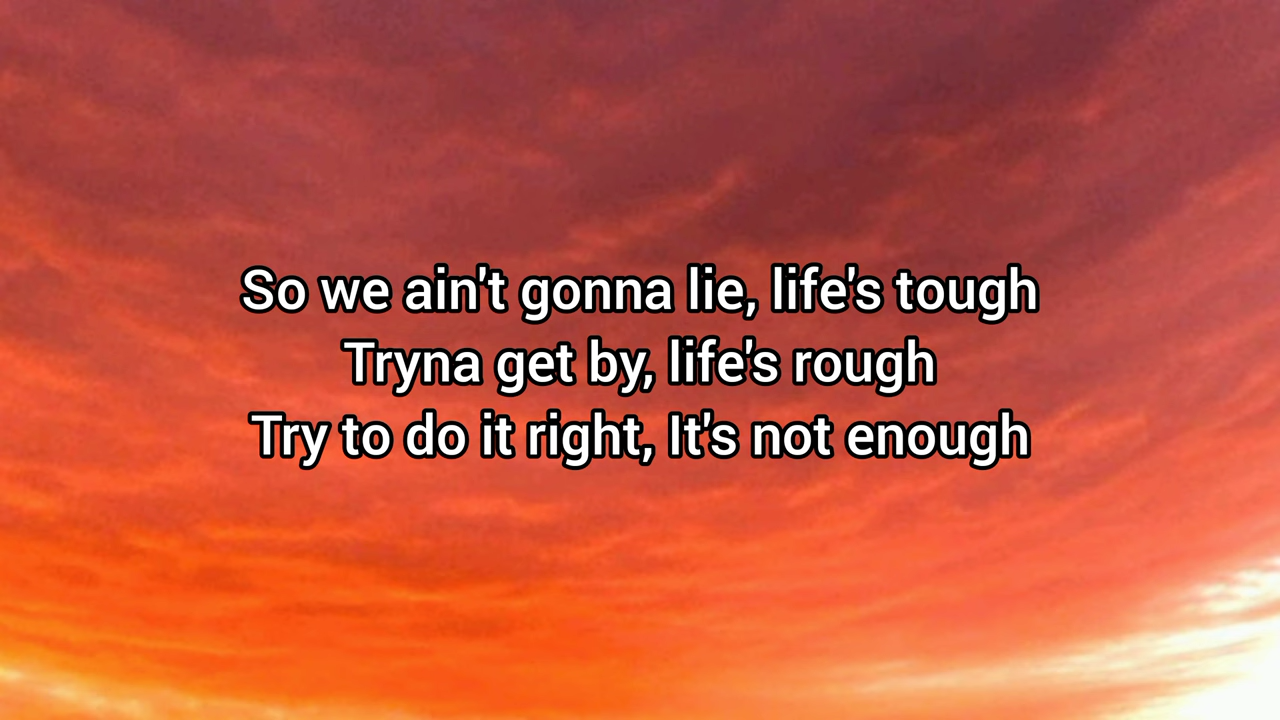 So we ain't gonna lie, life's tough
Tryna get by, life's rough
Try to do it right, It's not enough